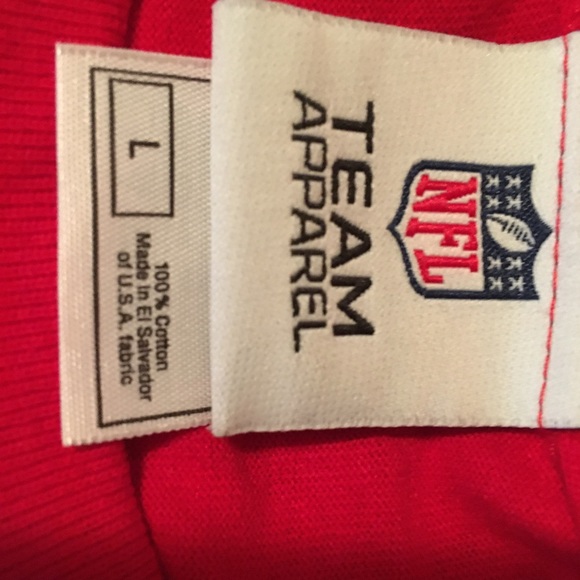 NFL
TEAM
APPAREL
L
100% Cotton
Made in El Salvador
of U.S.A. fabric